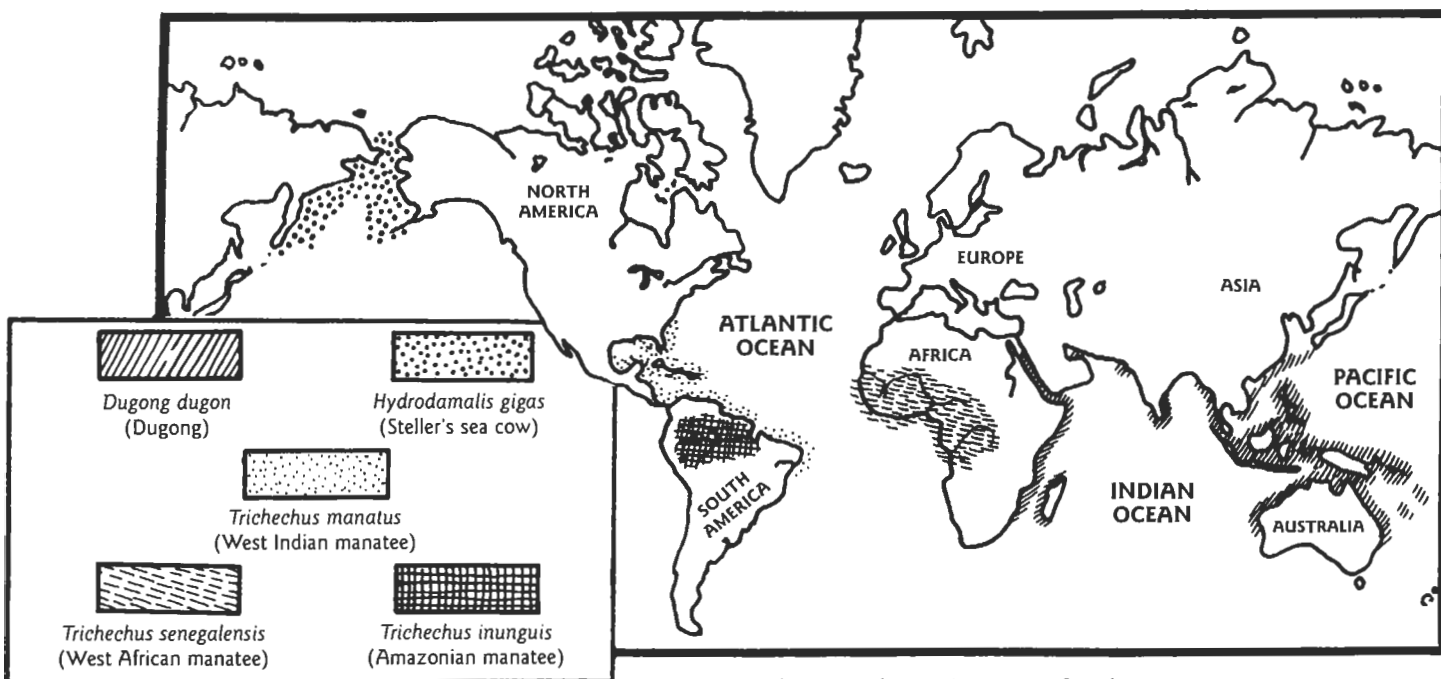 NORTH
AMERICA
EUROPE
ASIA
ATLANTIC
OCEAN
AFRICA
PACIFIC
OCEAN
SOUTH
AMERICA
INDIAN
OCEAN
AUSTRALIA
Dugong dugon
(Dugong)
Hydrodamalis gigas
(Steller's sea cow)
Trichechus manatus
(West Indian manatee)
Trichechus senegalensis
(West African manatee)
Trichechus inunguis
(Amazonian manatee)